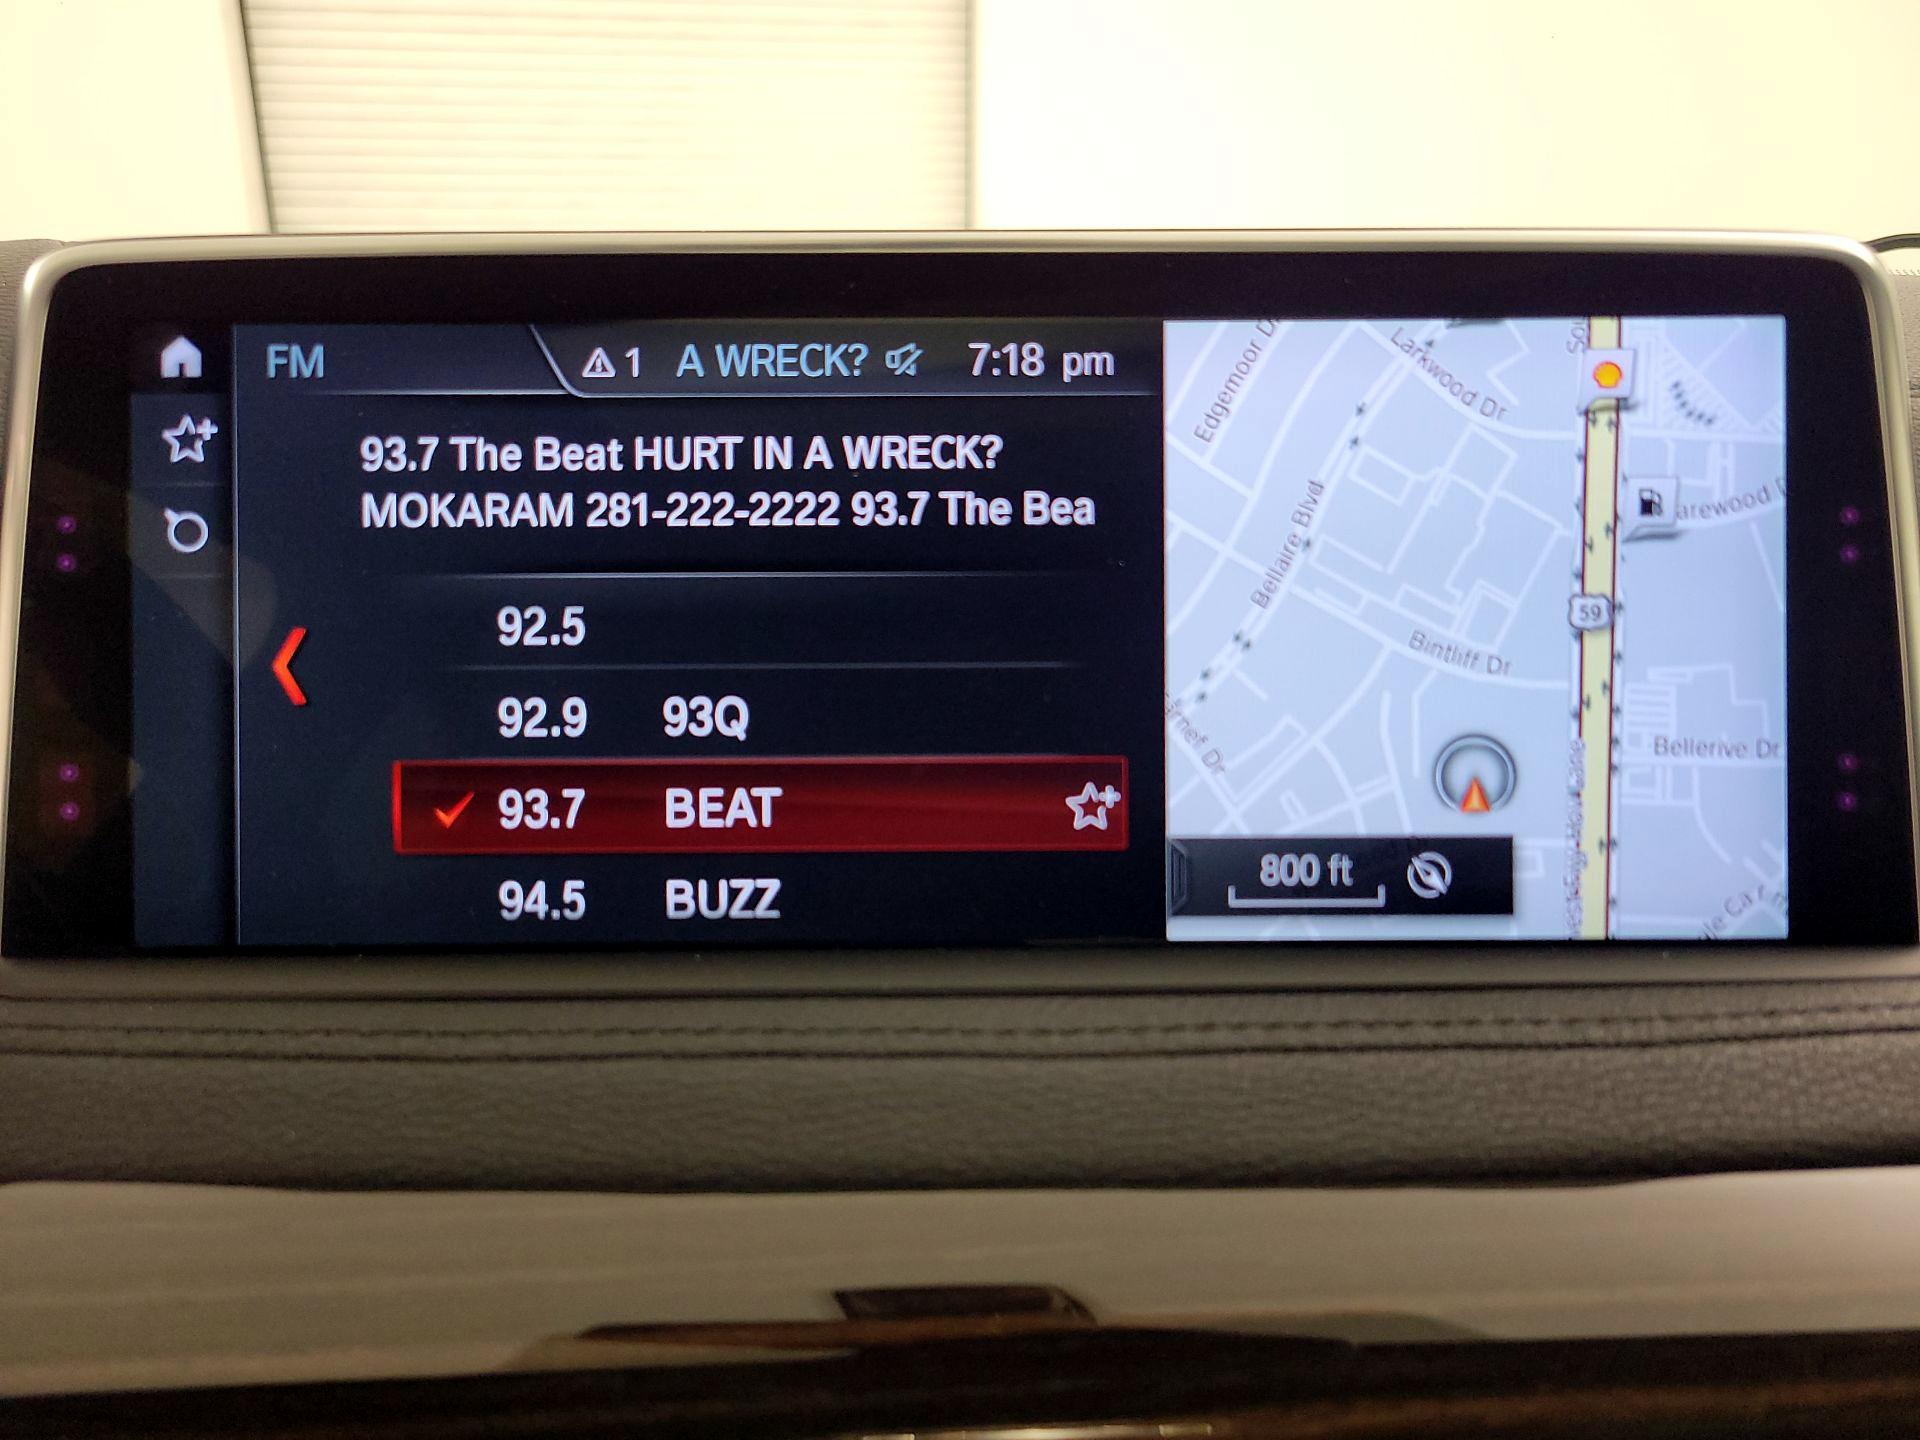 FM
1 A WRECK? 7:18 pm
93.7 The Beat HURT IN A WRECK?
MOKARAM 281-222-2222 93.7 The Bea
92.5
92.9 93Q
93.7 BEAT
94.5 BUZZ
Edgemoor D
Larkwood Dr
Sou
arewood
Bellaire Blvd
59
Bintliff Dr
Bellerive Dr
800 ft